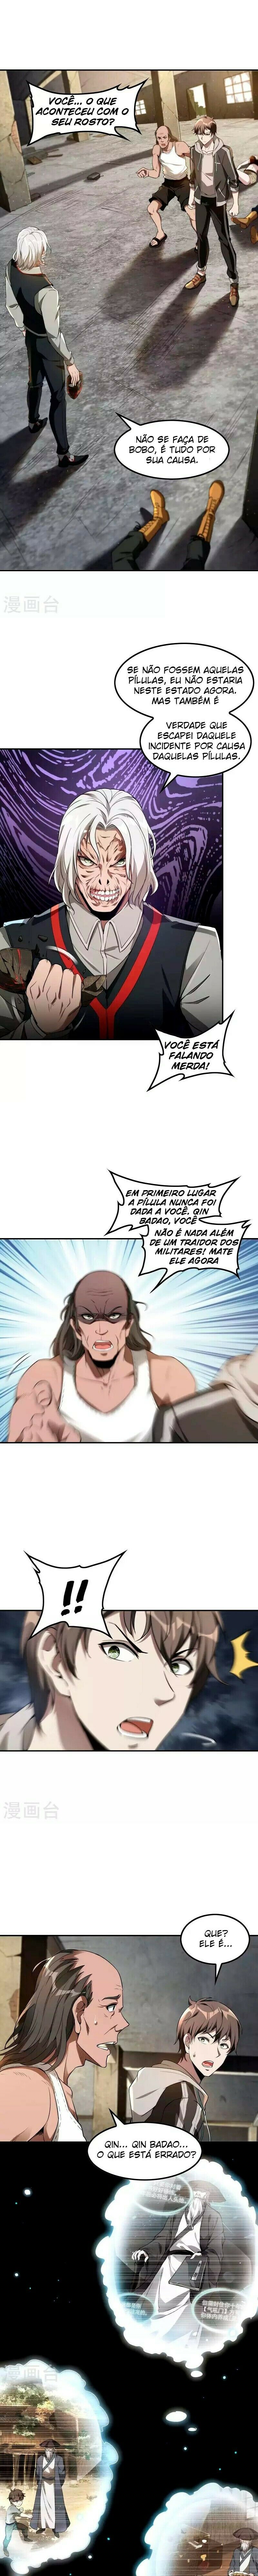 VOCÊ... O QUE
ACONTECEU COM O
SEU ROSTO?
NÃO SE FAÇA DE
BOBO, É TUDO POR
SUA CAUSA.
漫画台
SE NÃO FOSSEM AQUELAS
PÍLULAS, EU NÃO ESTARIA
NESTE ESTADO AGORA.
MAS TAMBÉM É
VERDADE QUE
ESCAPEI DAQUELE
INCIDENTE POR CAUSA
DAQUELAS PÍLULAS.
VOCÊ ESTÁ
FALANDO
MERDA!
EM PRIMEIRO LUGAR
A PÍLULA NUNCA FOI
DADA A VOCÊ. QIN
BADAO, VOCÊ
NÃO É NADA ALÉM
DE UM TRAIDOR DOS
MILITARES! MATE
ELE AGORA
!!
漫画台
QUE?
ELE É...
QIN... QIN BADAO...
O QUE ESTÁ ERRADO?
漫画台